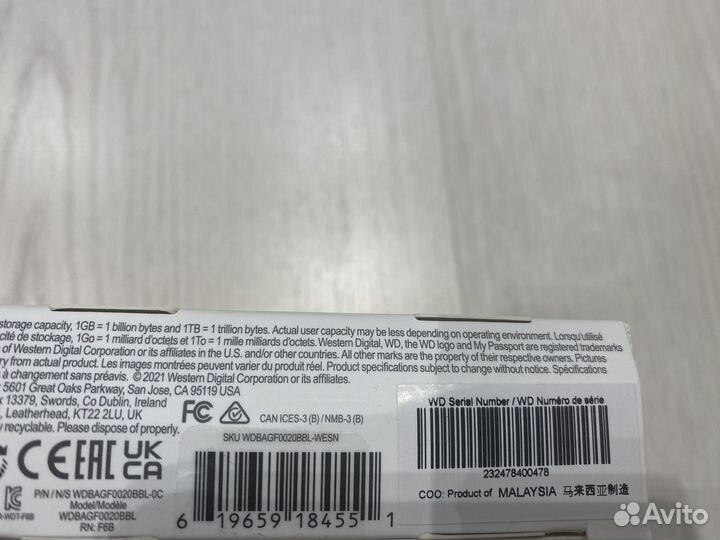 storage capacity, 1GB = 1 billion bytes and 1TB = 1 trillion bytes. Actual user capacity may be less depending on operating environment. Lorsqu'utilisé
cité de stockage, 1Go = 1 milliard d'octets et 1To = 1 mille milliards d'octets. Western Digital, WD, the WD logo and My Passport are registered trademarks
of Western Digital Corporation or its affiliates in the U.S. and/or other countries. All other marks are the property of their respective owners. Pictures
ry from actual product. Les images montrées peuvent varier du produit réel. Product specifications subject to change without notice. Spécifications
à changement sans préavis. © 2021 Western Digital Corporation or its affiliates.
5601 Great Oaks Parkway, San Jose, CA 95119 USA
x 13379, Swords, Co Dublin, Ireland
, Leatherhead, KT22 2LU, UK
y recyclable. Please dispose of properly.
FC
CAN ICES-3 (B) / NMB-3 (B)
CE EAC UK CA
SKU WDBAGF0020BBL-WESN
P/N / N/S WDBAGF0020BBL-0C
Model/Modèle
WDBAGF0020BBL
RN: F6B
R-WDT-F6B
6 19659 18455 1
WD Serial Number / WD Numéro de série
232478400478
COO: Product of MALAYSIA 马来西亚制造
Avito